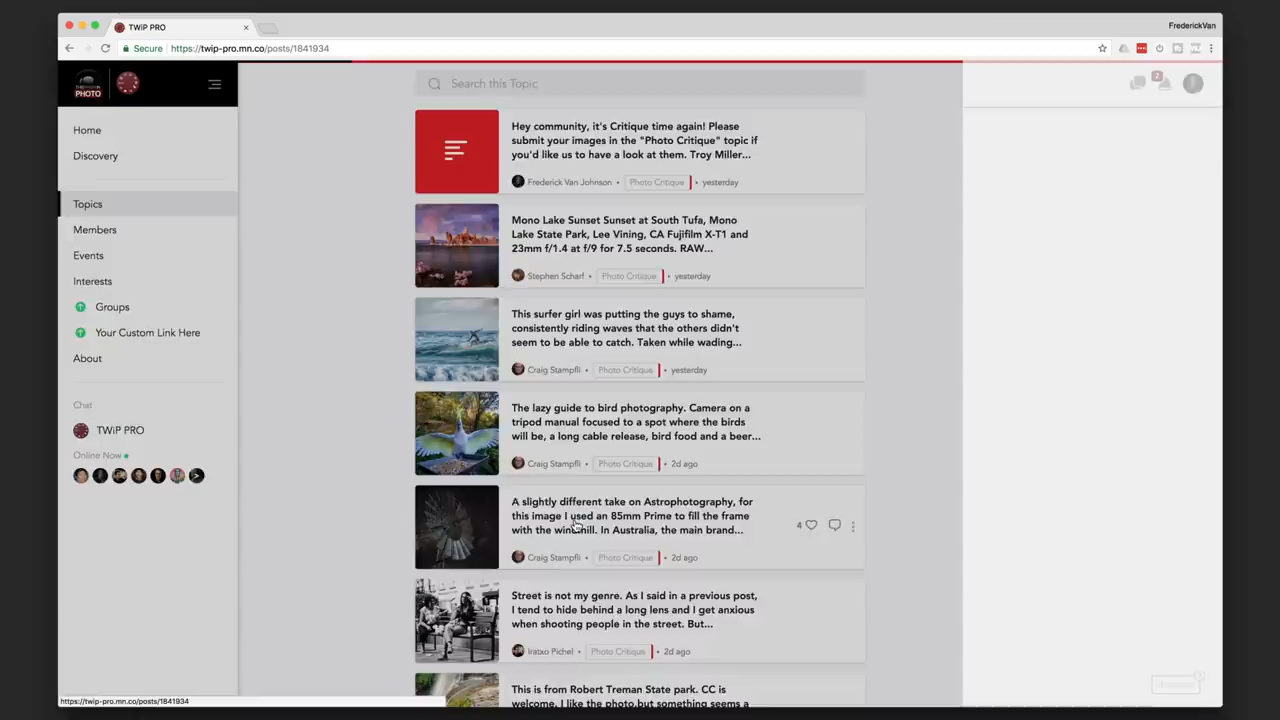 TWiP PRO
FrederickVan
Secure
https://twip-pro.mn.co/posts/1841934
PHOTO
2
Search this Topic
Home
Discovery
Topics
Members
Events
Interests
Groups
Your Custom Link Here
About
Chat
TWiP PRO
Online Now
Hey community, it's Critique time again! Please
submit your images in the "Photo Critique" topic if
you'd like us to have a look at them. Troy Miller...
Frederick Van Johnson • Photo Critique • yesterday
Mono Lake Sunset Sunset at South Tufa, Mono
Lake State Park, Lee Vining, CA Fujifilm X-T1 and
23mm f/1.4 at f/9 for 7.5 seconds. RAW...
Stephen Scharf • Photo Critique • yesterday
This surfer girl was putting the guys to shame,
consistently riding waves that the others didn't
seem to be able to catch. Taken while wading...
Craig Stampfli • Photo Critique • yesterday
The lazy guide to bird photography. Camera on a
tripod manual focused to a spot where the birds
will be, a long cable release, bird food and a beer...
Craig Stampfli • Photo Critique • 2d ago
A slightly different take on Astrophotography, for
this image I used an 85mm Prime to fill the frame
with the windmill. In Australia, the main brand...
4
Craig Stampfli • Photo Critique • 2d ago
Street is not my genre. As I said in a previous post,
I tend to hide behind a long lens and I get anxious
when shooting people in the street. But...
Iratxo Pichel • Photo Critique • 2d ago
This is from Robert Treman State park. CC is
welcome. I like the photo,but something seems a
https://twip-pro.mn.co/posts/1841934